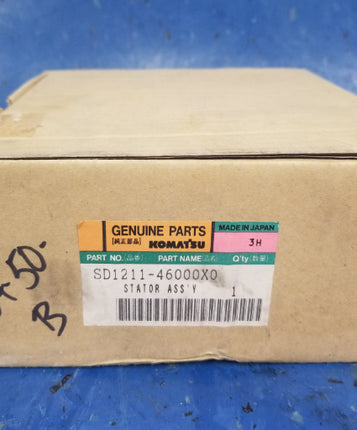 GENUINE PARTS
MADE IN JAPAN
[純正部品] KOMATSU
3H
PART NO. (品番) PART NAME (品名) Q'ty (数量)
SD1211-46000X0
STATOR ASS'Y 1
50.
B